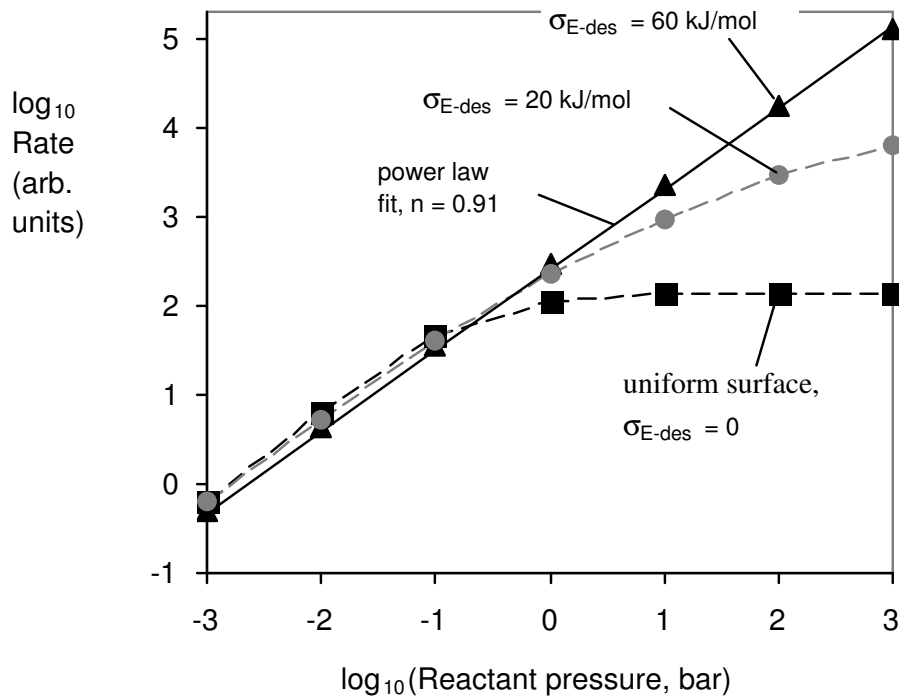 σE-des = 60 kJ/mol
5
log10
Rate
(arb.
units)
σE-des = 20 kJ/mol
4
power law
fit, n = 0.91
3
2
uniform surface,
1
σE-des = 0
0
-1
-3 -2 -1 0 1 2 3
log10(Reactant pressure, bar)